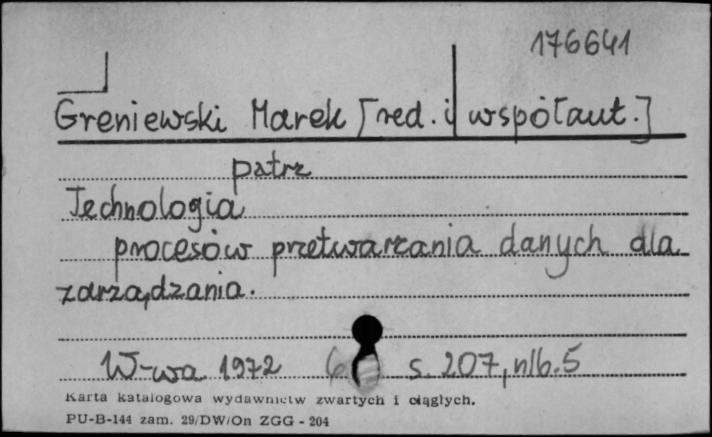 176641
Greniewski Marek [red. i współaut.]
patrz
Technologia
procesów przetwarzania danych dla
zarządzania.
W-wa 1972 s. 207, nlb. 5
Karta katalogowa wydawnictw zwartych i ciągłych.
PU-B-144 zam. 29/DW/On ZGG - 204